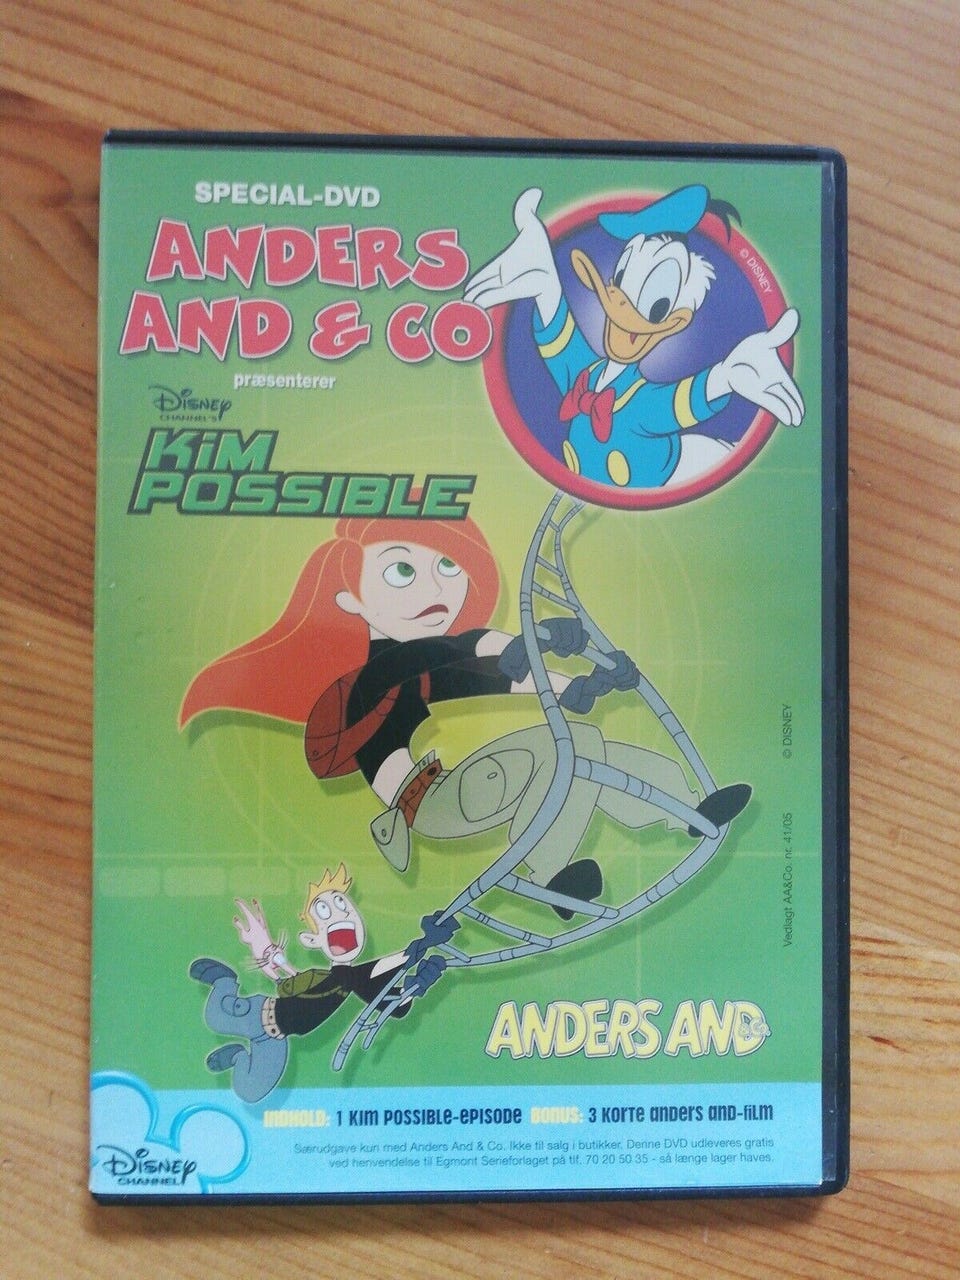 SPECIAL-DVD
ANDERS
AND & CO
© DISNEY
præsenterer
DISNEY
CHANNEL'S
KIM
POSSIBLE
© DISNEY
Vedlagt AA&Co. nr. 41/05
ANDERS AND &Co.
INDHOLD: 1 KIM POSSIBLE-EPISODE BONUS: 3 KORTE ANDERS AND-FILM
Særudgave kun med Anders And & Co. Ikke til salg i butikker. Denne DVD udleveres gratis
ved henvendelse til Egmont Serieforlaget på tlf. 70 20 50 35 - så længe lager haves.
DISNEY
CHANNEL